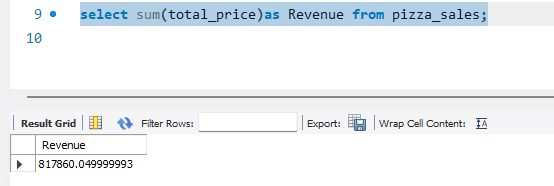 9 select sum(total_price)as Revenue from pizza_sales;
10
Result Grid Filter Rows: Export: Wrap Cell Content: IA
Revenue
817860.049999993